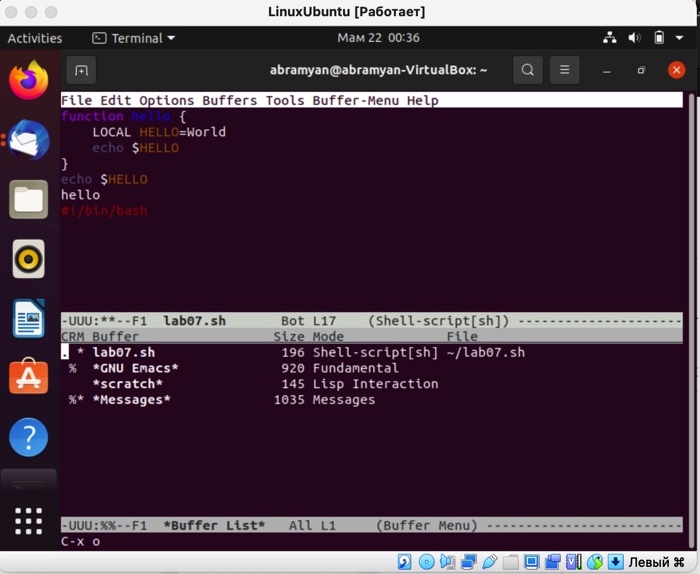 LinuxUbuntu [Работает]
Activities Terminal Мам 22 00:36
abramyan@abramyan-VirtualBox: ~
File Edit Options Buffers Tools Buffer-Menu Help
function hello {
    LOCAL HELLO=World
    echo $HELLO
}
echo $HELLO
hello
#!/bin/bash
-UUU:**--F1  lab07.sh       Bot L17    (Shell-script[sh]) ---------------------
CRM Buffer                 Size Mode             File
. * lab07.sh                196 Shell-script[sh] ~/lab07.sh
 %  *GNU Emacs*             920 Fundamental
    *scratch*               145 Lisp Interaction
 %* *Messages*             1035 Messages
-UUU:%%--F1  *Buffer List*   All L1     (Buffer Menu) -------------------------
C-x o
Левый ⌘